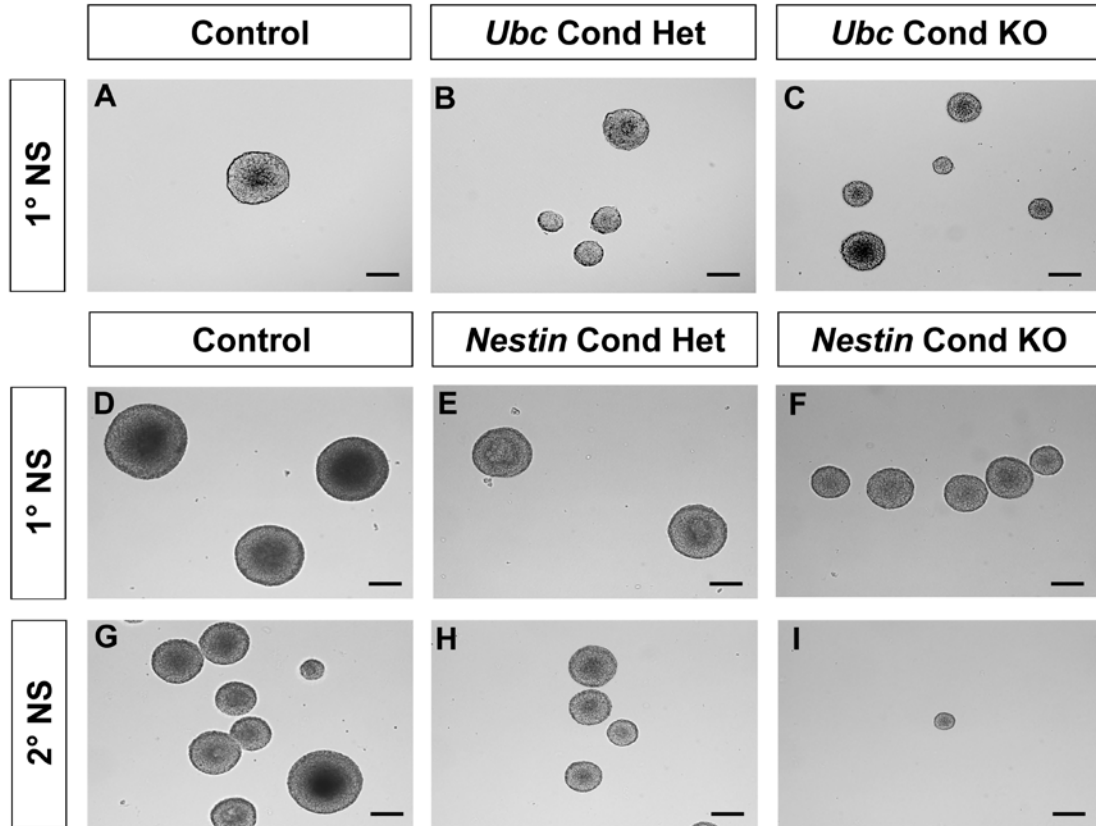 Control
Ubc Cond Het
Ubc Cond KO
1° NS
A
B
C
Control
Nestin Cond Het
Nestin Cond KO
1° NS
D
E
F
2° NS
G
H
I